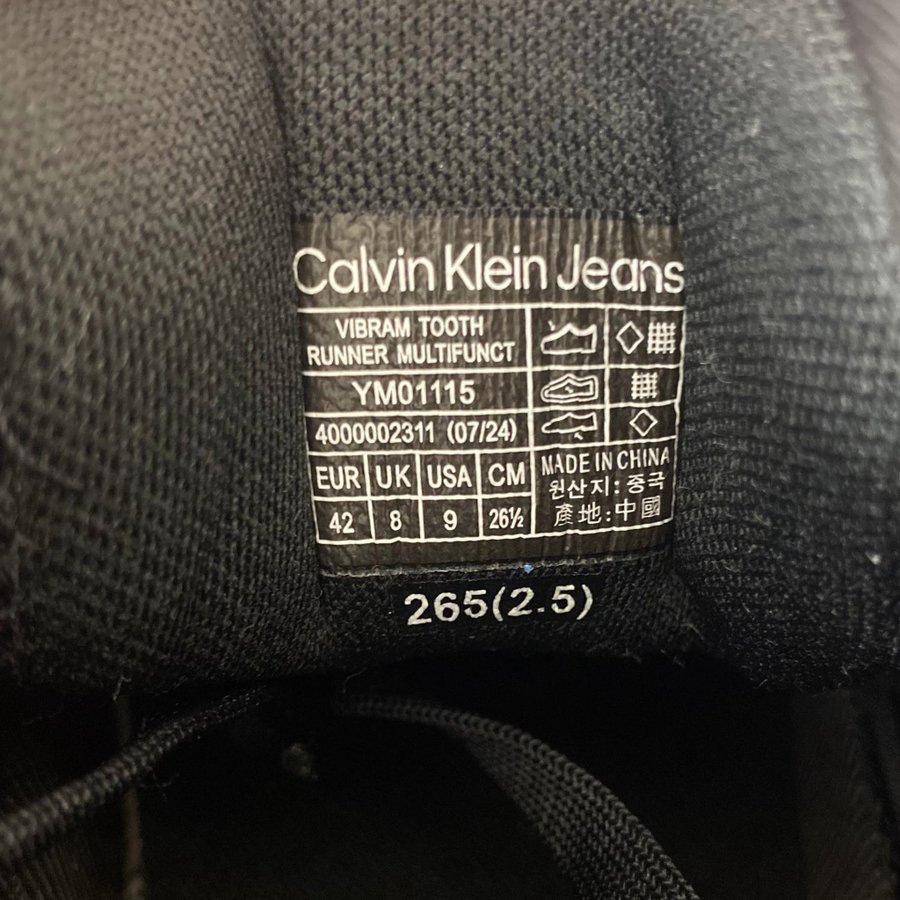 Calvin Klein Jeans
VIBRAM TOOTH
RUNNER MULTIFUNCT
YM01115
4000002311 (07/24)
EUR UK USA CM
42 8 9 26½
MADE IN CHINA
원산지: 중국
產地: 中國
265(2.5)